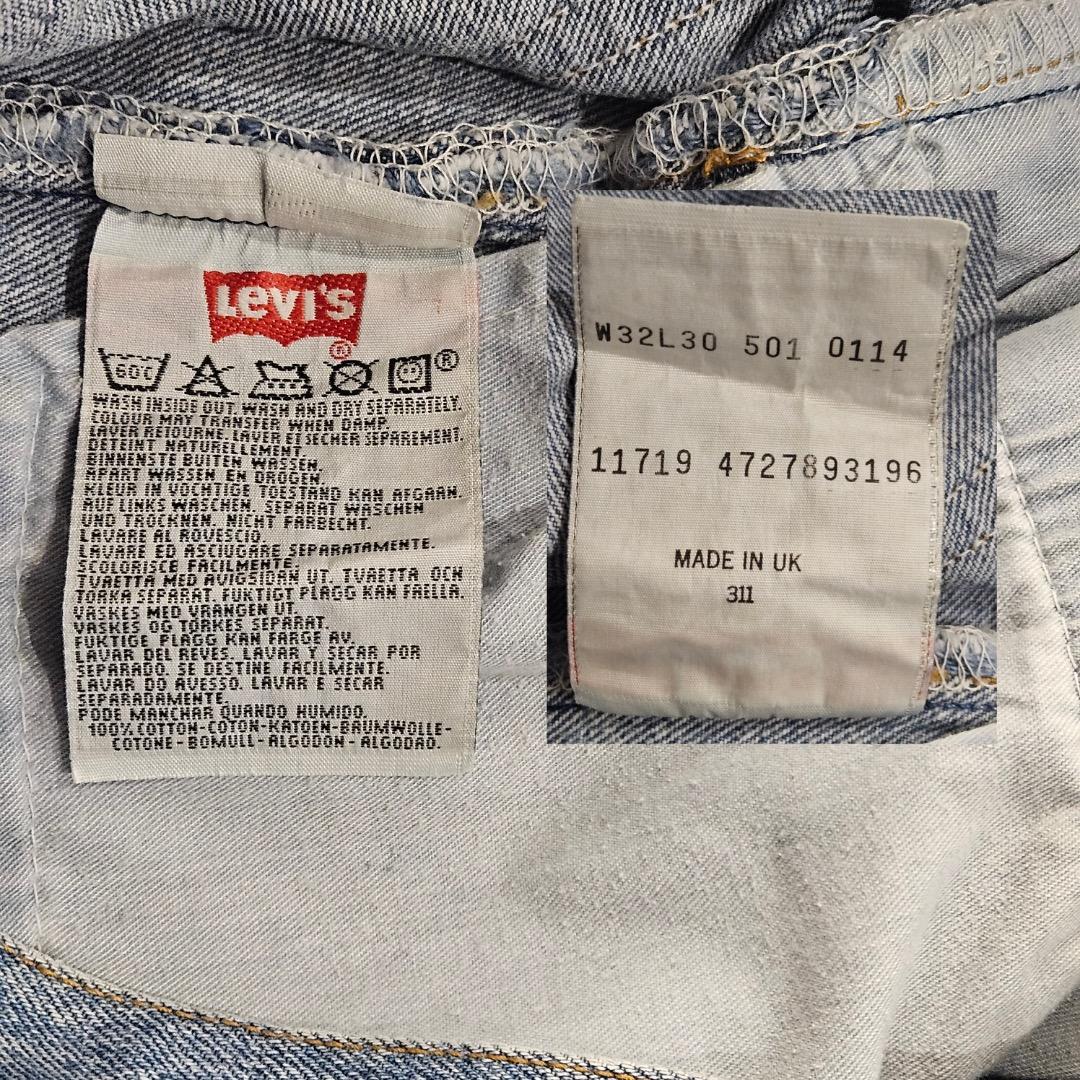 LEVI'S
®
60℃
®
WASH INSIDE OUT. WASH AND DRY SEPARATELY.
COLOUR MAY TRANSFER WHEN DAMP.
LAVER RETOURNE. LAVER ET SECHER SEPAREMENT.
DETEINT NATURELLEMENT.
BINNENSTE BUITEN WASSEN.
APART WASSEN EN DROGEN.
KLEUR IN VOCHTIGE TOESTAND KAN AFGAAN.
AUF LINKS WASCHEN. SEPARAT WASCHEN
UND TROCKNEN. NICHT FARBECHT.
LAVARE AL ROVESCIO.
LAVARE ED ASCIUGARE SEPARATAMENTE.
SCOLORISCE FACILMENTE.
TVAETTA MED AVIGSIDAN UT. TVAETTA OCH
TORKA SEPARAT. FUKTIGT PLAGG KAN FAELLA.
VASKES MED VRANGEN UT.
VASKES OG TORKES SEPARAT.
FUKTIGE PLAGG KAN FARGE AV.
LAVAR DEL REVES. LAVAR Y SECAR POR
SEPARADO. SE DESTINE FACILMENTE.
LAVAR DO AVESSO. LAVAR E SECAR
SEPARADAMENTE.
PODE MANCHAR QUANDO HUMIDO.
100% COTTON-COTON-KATOEN-BAUMWOLLE-
COTONE-BOMULL-ALGODON-ALGODAO.
W32L30 501 0114
11719 4727893196
MADE IN UK
311